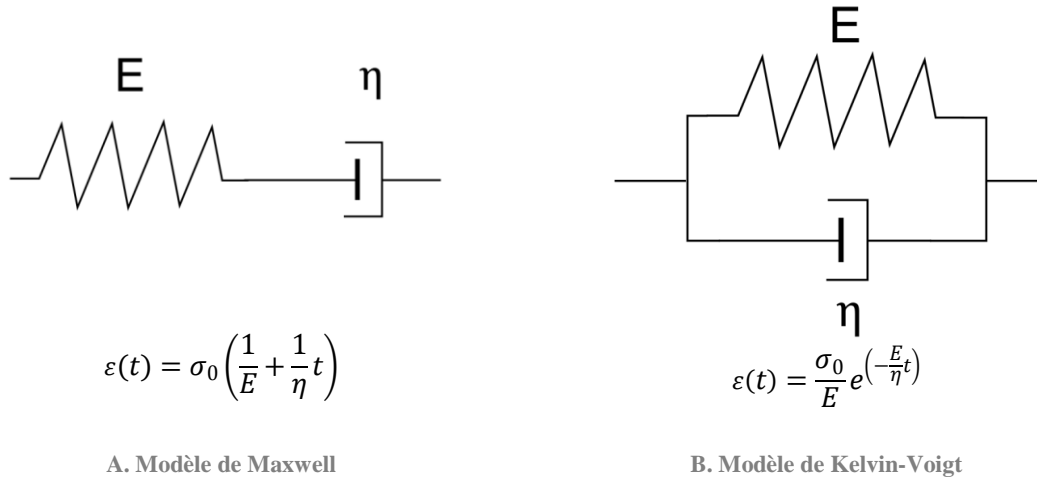 E
η
E
η
ε(t) = σ₀ (1/E + 1/η t)
ε(t) = σ₀/E e^(−E/η t)
A. Modèle de Maxwell
B. Modèle de Kelvin-Voigt